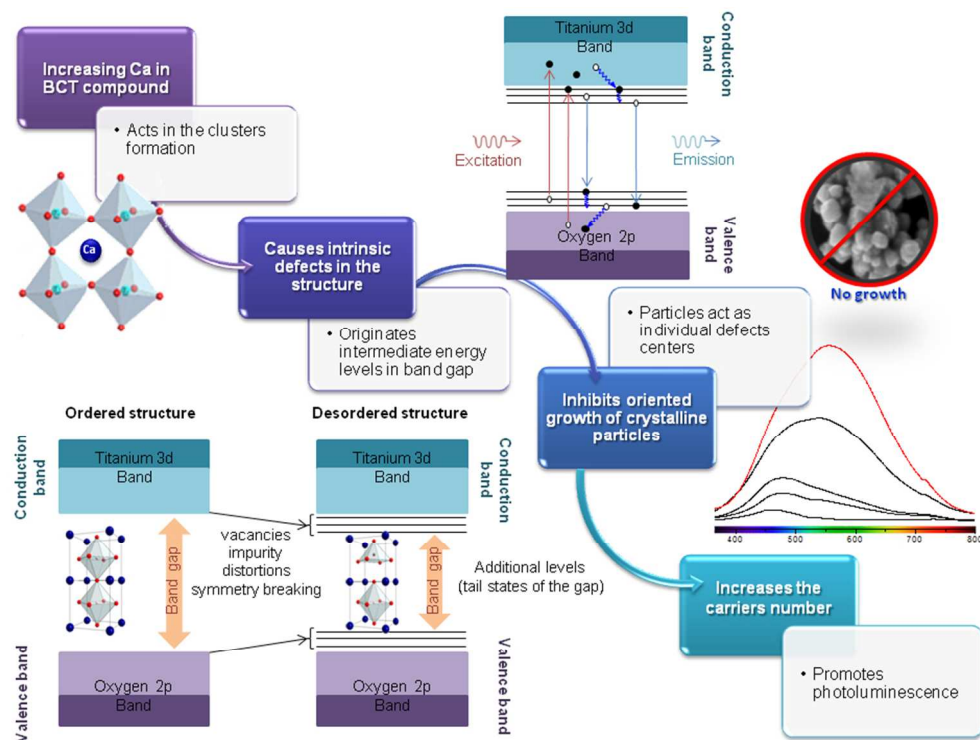 Increasing Ca in
BCT compound
• Acts in the clusters
formation
Ca
Causes intrinsic
defects in the
structure
• Originates
intermediate energy
levels in band gap
Titanium 3d
Band
Conduction
band
Excitation
Emission
Oxygen 2p
Band
Valence
band
No growth
• Particles act as
individual defects
centers
Inhibits oriented
growth of crystalline
particles
400
500
600
700
800
Increases the
carriers number
• Promotes
photoluminescence
Ordered structure
Conduction
band
Titanium 3d
Band
Band gap
Valence band
Oxygen 2p
Band
vacancies
impurity
distortions
symmetry breaking
Desordered structure
Titanium 3d
Band
Conduction
band
Band gap
Additional levels
(tail states of the gap)
Oxygen 2p
Band
Valence band